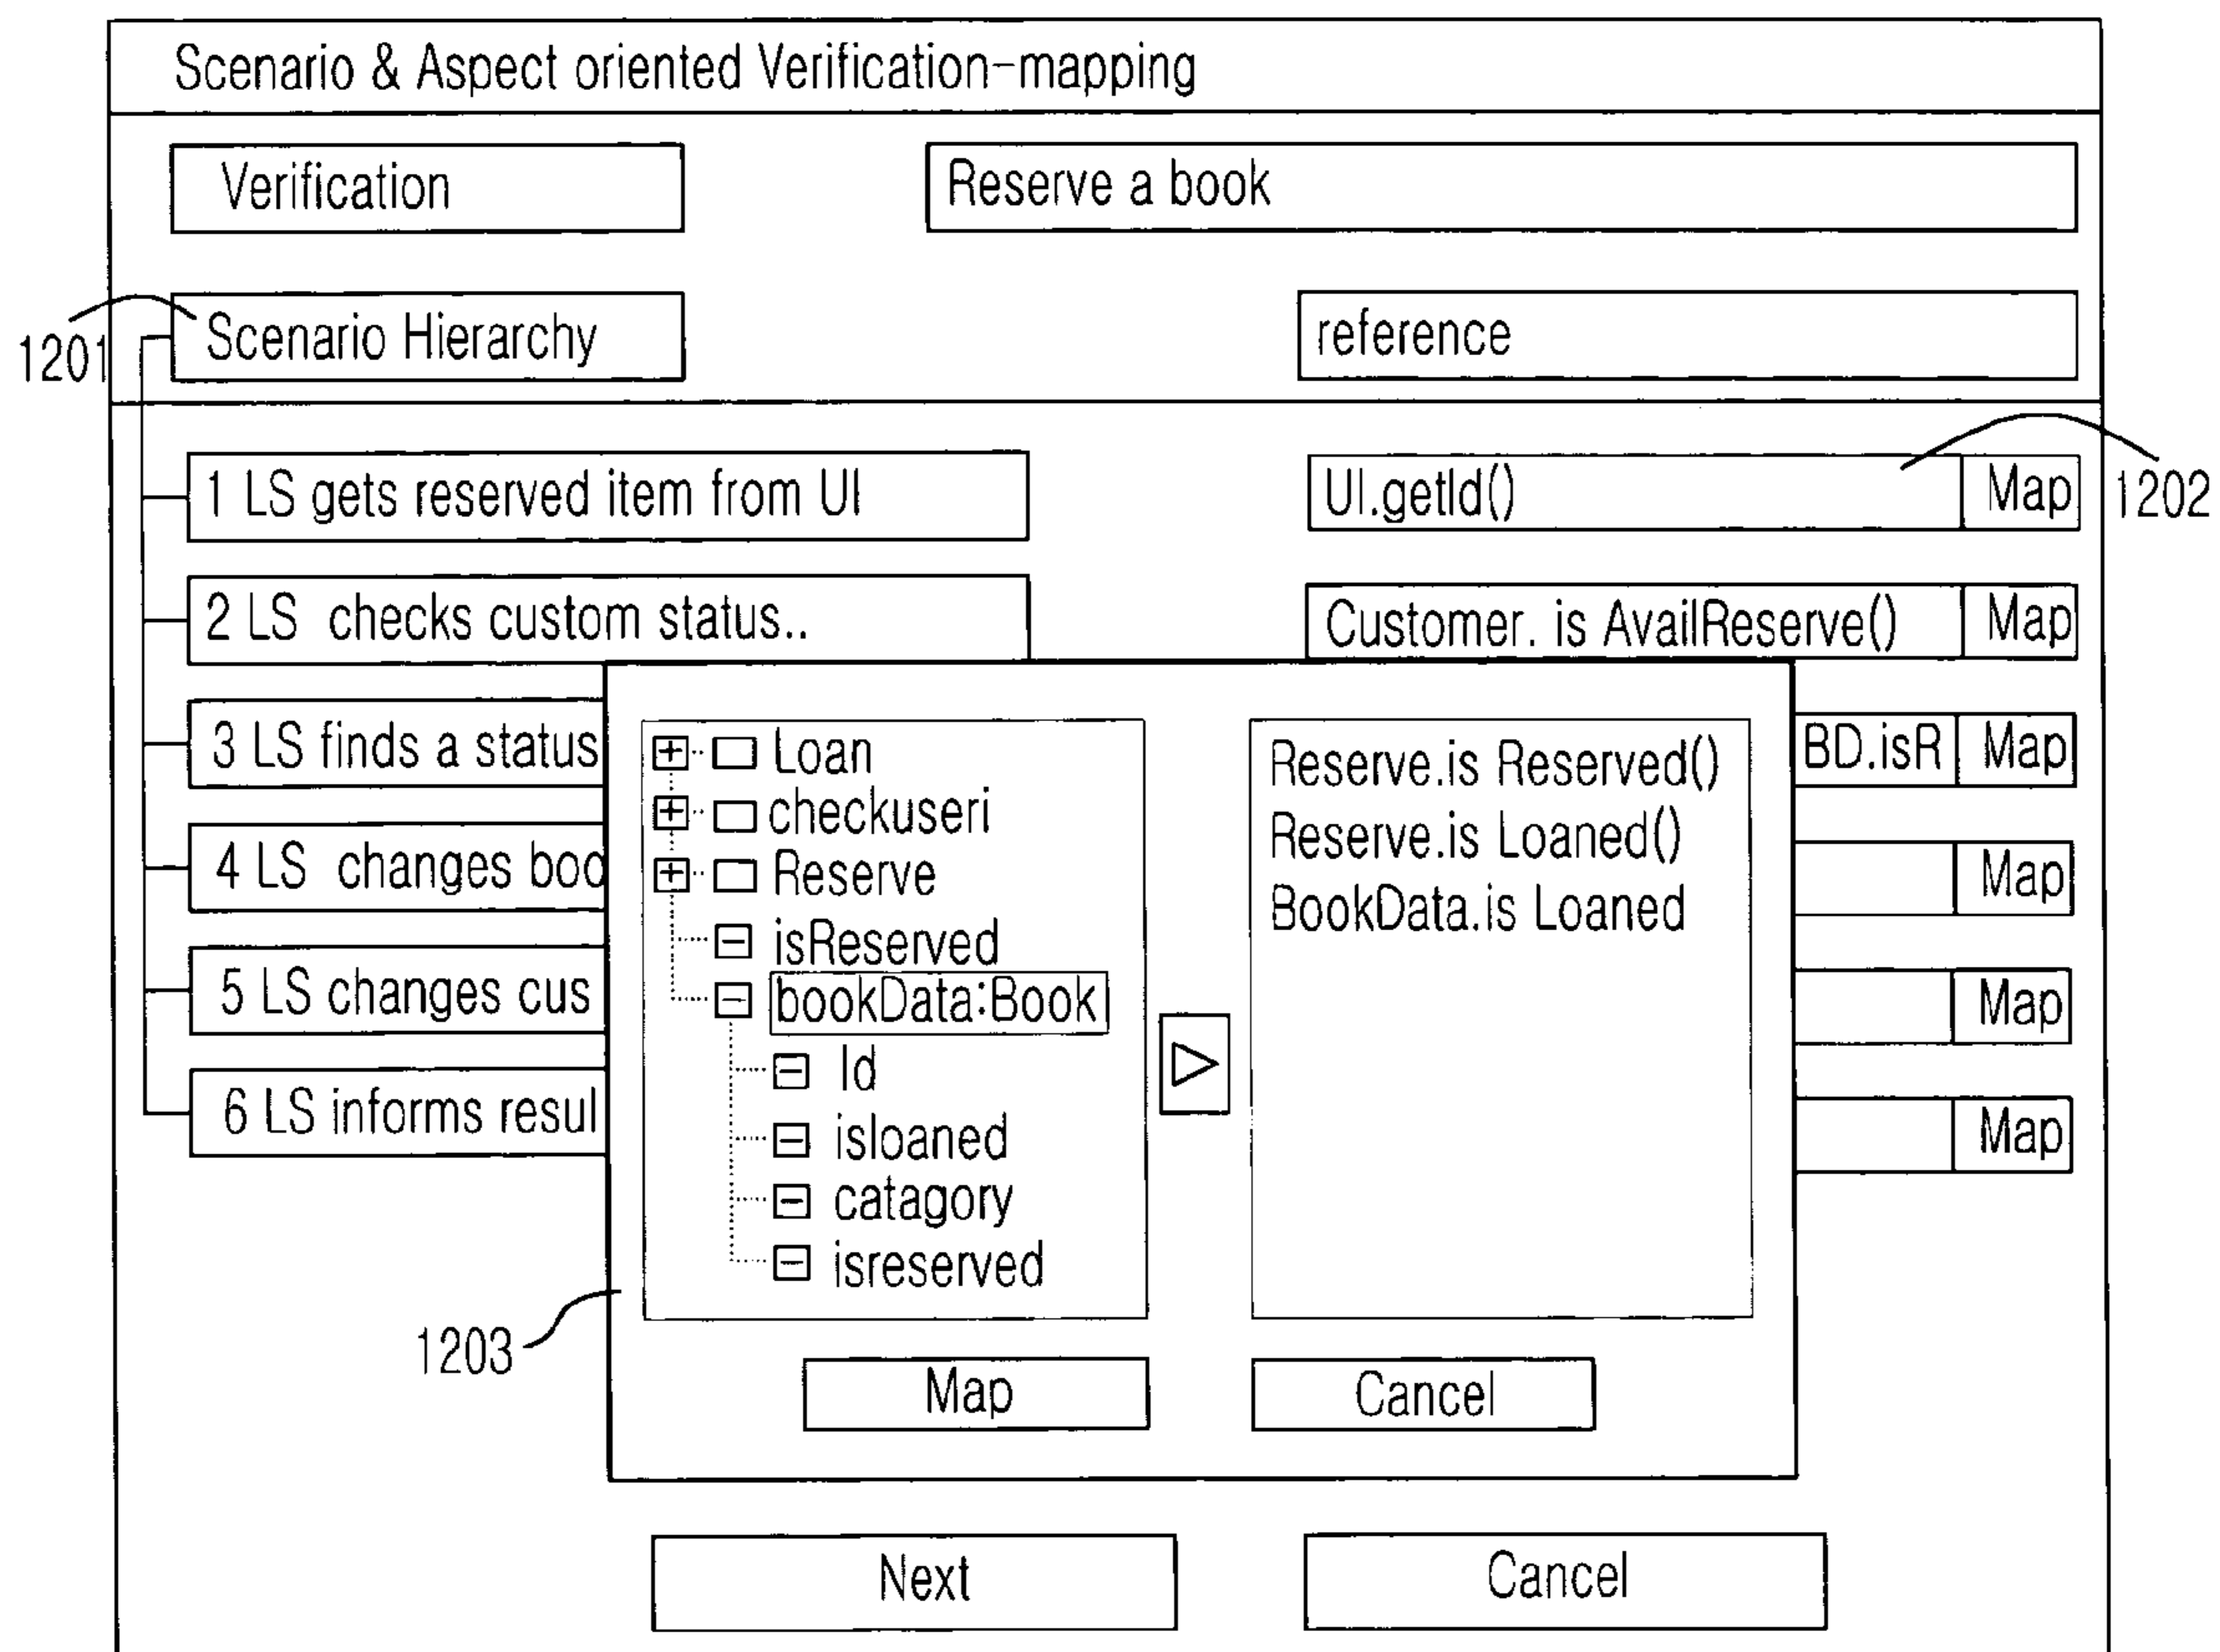 Scenario & Aspect oriented Verification-mapping
Verification
Reserve a book
1201
Scenario Hierarchy
reference
1 LS gets reserved item from UI
UI.getId()
Map
1202
2 LS checks custom status..
Customer. is AvailReserve()
Map
3 LS finds a status
BD.isR
Map
4 LS changes boo
Map
5 LS changes cus
Map
6 LS informs resul
Map
Loan
checkuseri
Reserve
isReserved
bookData:Book
Id
isloaned
catagory
isreserved
Reserve.is Reserved()
Reserve.is Loaned()
BookData.is Loaned
1203
Map
Cancel
Next
Cancel